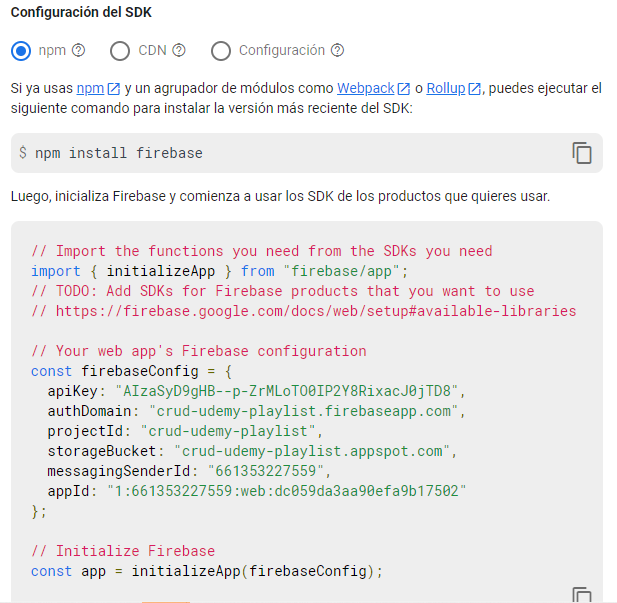 Configuración del SDK
npm CDN Configuración
Si ya usas npm y un agrupador de módulos como Webpack o Rollup, puedes ejecutar el
siguiente comando para instalar la versión más reciente del SDK:
$ npm install firebase
Luego, inicializa Firebase y comienza a usar los SDK de los productos que quieres usar.
// Import the functions you need from the SDKs you need
import { initializeApp } from "firebase/app";
// TODO: Add SDKs for Firebase products that you want to use
// https://firebase.google.com/docs/web/setup#available-libraries
// Your web app's Firebase configuration
const firebaseConfig = {
apiKey: "AIzaSyD9gHB--p-ZrMLoTO0IP2Y8RixacJ0jTD8",
authDomain: "crud-udemy-playlist.firebaseapp.com",
projectId: "crud-udemy-playlist",
storageBucket: "crud-udemy-playlist.appspot.com",
messagingSenderId: "661353227559",
appId: "1:661353227559:web:dc059da3aa90efa9b17502"
};
// Initialize Firebase
const app = initializeApp(firebaseConfig);